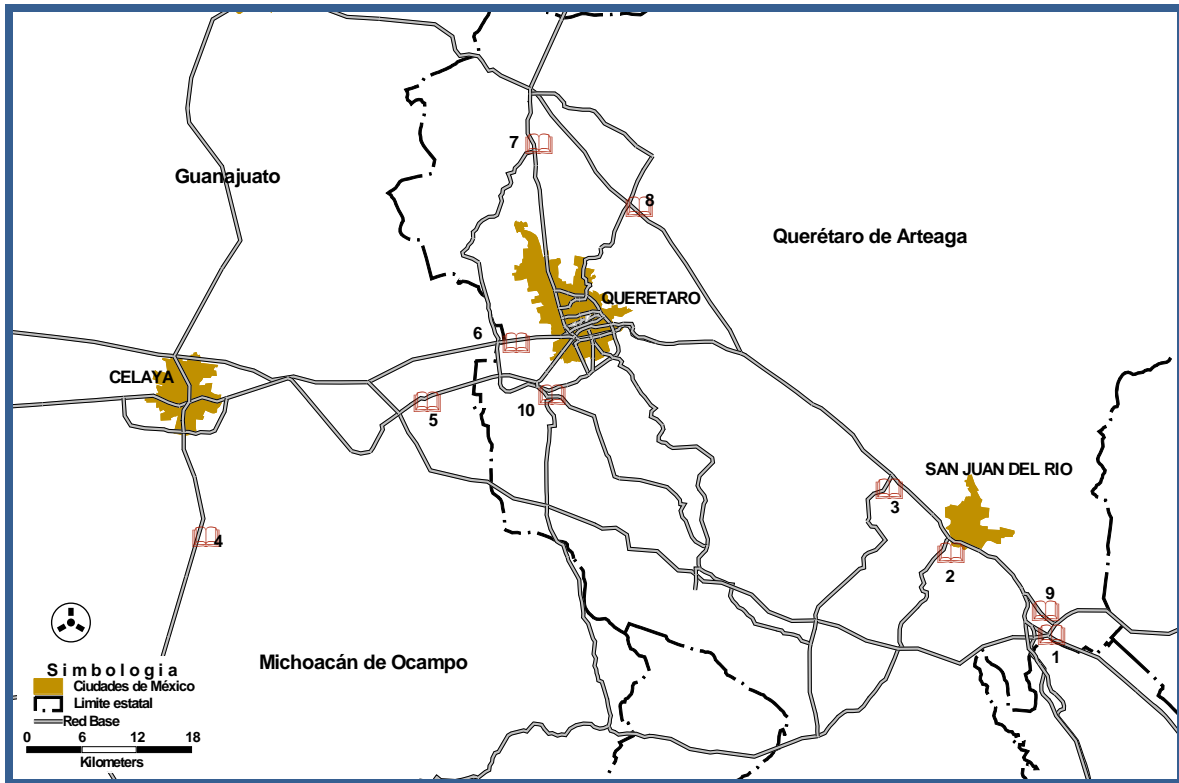 7
Guanajuato
8
Querétaro de Arteaga
QUERETARO
6
CELAYA
5
10
SAN JUAN DEL RIO
3
4
2
9
1
Michoacán de Ocampo
Simbologia
Ciudades de México
Limite estatal
Red Base
0 6 12 18
Kilometers